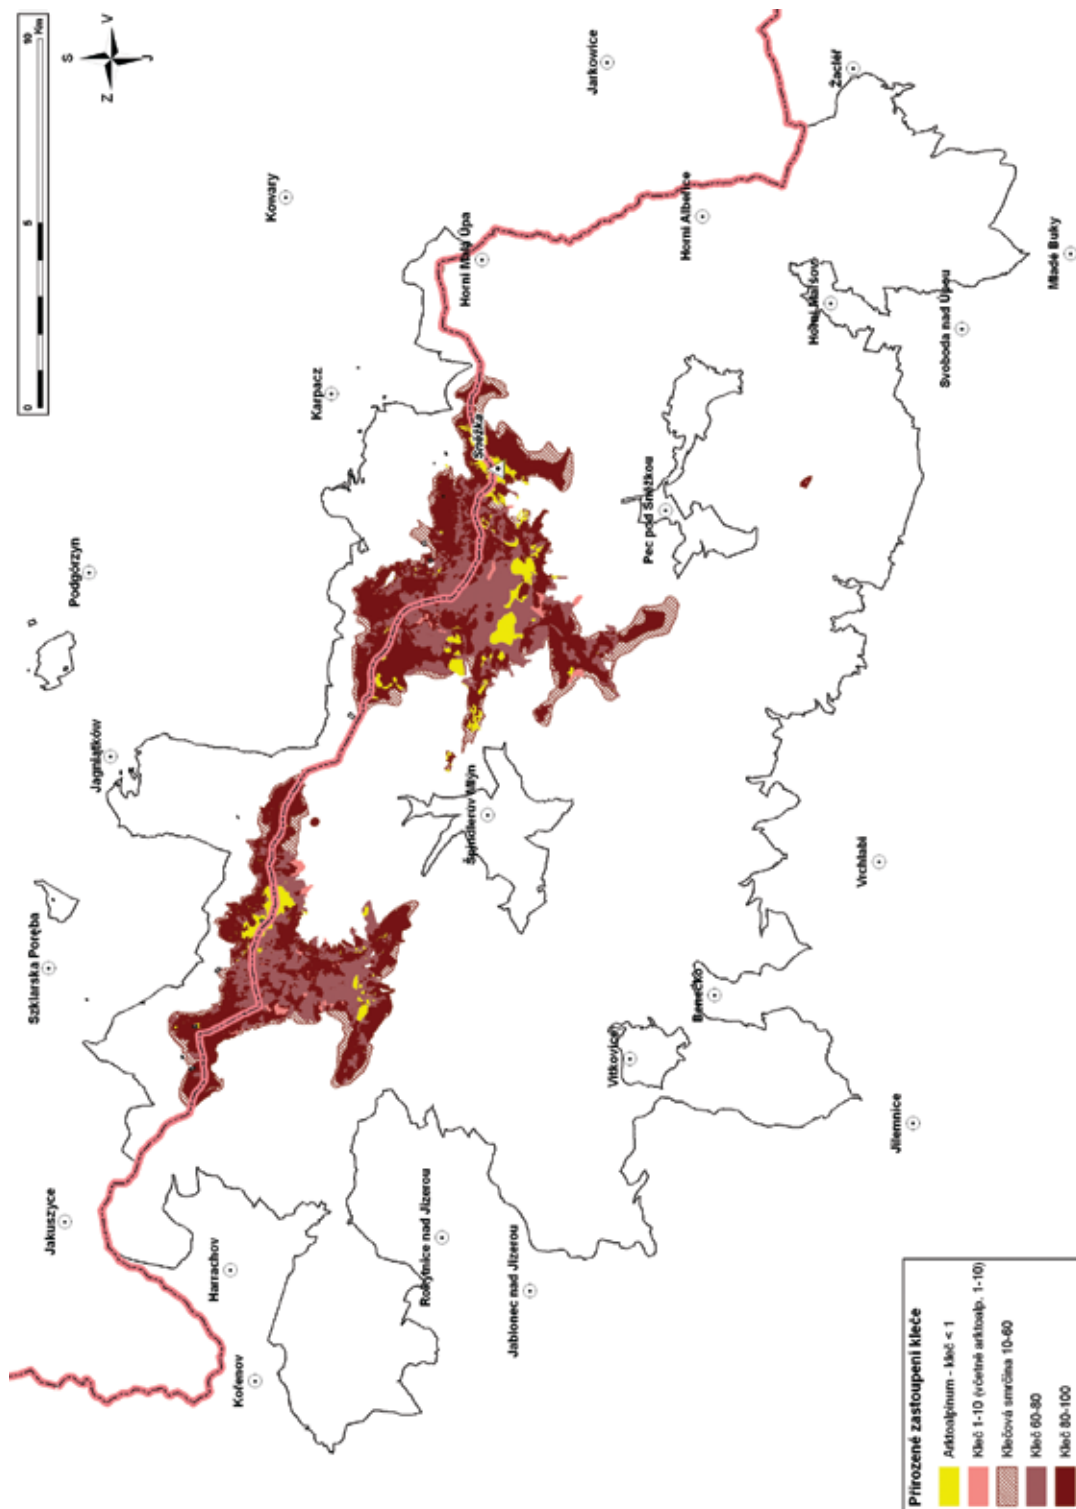 0 5 10
Km
S
V
J
Z
Jarkowice
Kowary
Žacléř
Horní Malá Úpa
Horní Albeřice
Karpacz
Mladé Buky
Horní Maršov
Svoboda nad Úpou
Sněžka
Podgórzyn
Pec pod Sněžkou
Jagniątków
Špindlerův Mlýn
Szklarska Poręba
Vrchlabí
Benecko
Vítkovice
Jilemnice
Jakuszyce
Harrachov
Rokytnice nad Jizerou
Jablonec nad Jizerou
Kořenov
Přirozené zastoupení kleče
Arktoalpinum - kleč < 1
Kleč 1-10 (včetně arktoalp. 1-10)
Klečová smrčina 10-60
Kleč 60-80
Kleč 80-100